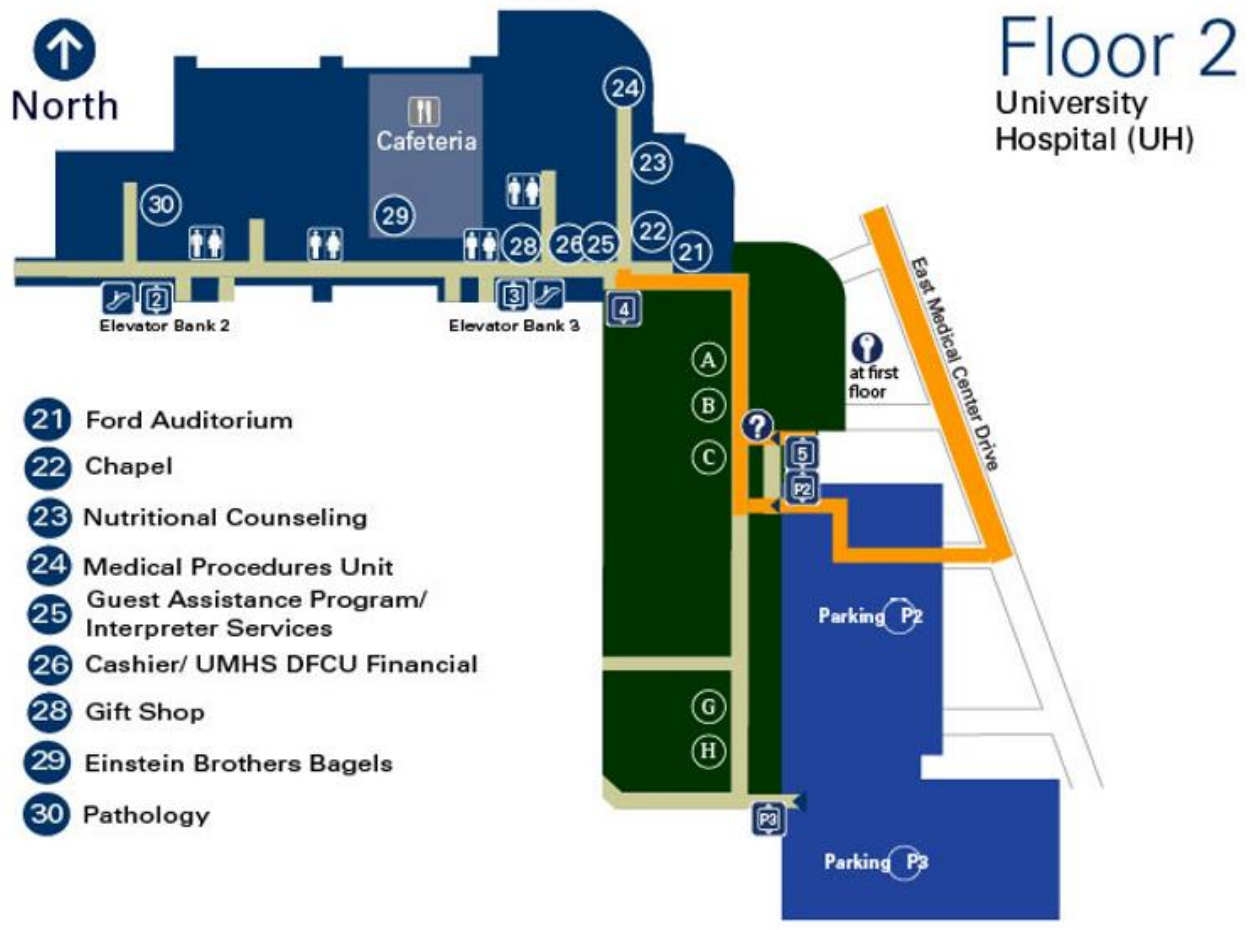 North
Floor 2
University
Hospital (UH)
24
Cafeteria
23
30
29
28
26
25
22
21
2
3
4
Elevator Bank 2
Elevator Bank 3
East Medical Center Drive
A
B
C
at first
floor
?
5
P2
21 Ford Auditorium
22 Chapel
23 Nutritional Counseling
24 Medical Procedures Unit
25 Guest Assistance Program/
Interpreter Services
26 Cashier/ UMHS DFCU Financial
28 Gift Shop
29 Einstein Brothers Bagels
30 Pathology
Parking P2
G
H
P3
Parking P3